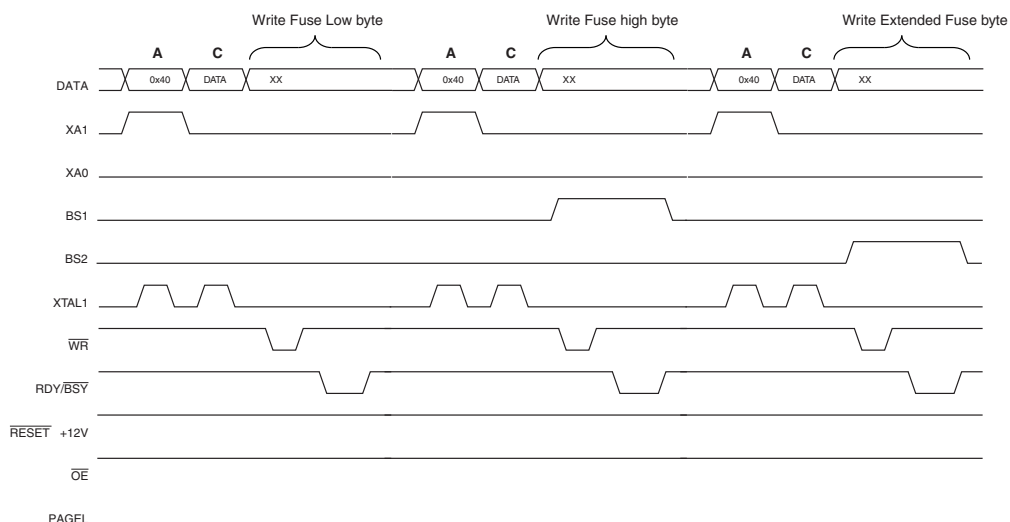 Write Fuse Low byte Write Fuse high byte Write Extended Fuse byte
A C A C A C
DATA 0x40 DATA XX 0x40 DATA XX 0x40 DATA XX
XA1
XA0
BS1
BS2
XTAL1
WR
RDY/BSY
RESET +12V
OE
PAGEL